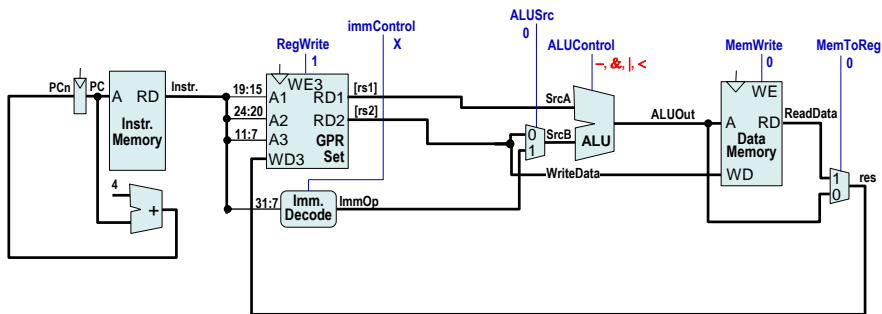 ALUSrc
0
immControl
X
RegWrite
1
ALUControl
–, &, |, <
MemWrite
0
MemToReg
0
PCn
PC
A RD
Instr.
Memory
Instr.
19:15
24:20
11:7
WE3
A1
A2
A3
WD3
RD1
RD2
GPR
Set
[rs1]
[rs2]
SrcA
0
1
SrcB
ALU
ALUOut
WE
A
RD
Data
Memory
WD
ReadData
1
0
res
WriteData
4
+
31:7
Imm.
Decode
ImmOp